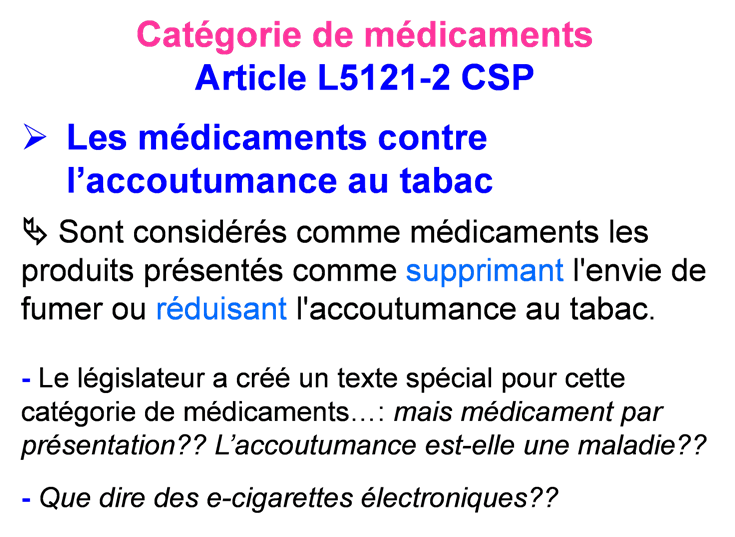 Catégorie de médicaments
Article L5121-2 CSP
➢ Les médicaments contre
l’accoutumance au tabac
⮱ Sont considérés comme médicaments les
produits présentés comme supprimant l'envie de
fumer ou réduisant l'accoutumance au tabac.
- Le législateur a créé un texte spécial pour cette
catégorie de médicaments…: mais médicament par
présentation?? L’accoutumance est-elle une maladie??
- Que dire des e-cigarettes électroniques??